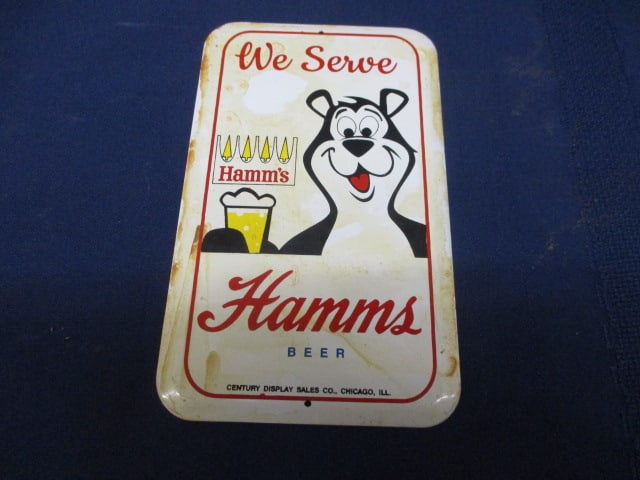 We Serve
Hamm's
Hamms
BEER
CENTURY DISPLAY SALES CO., CHICAGO, ILL.